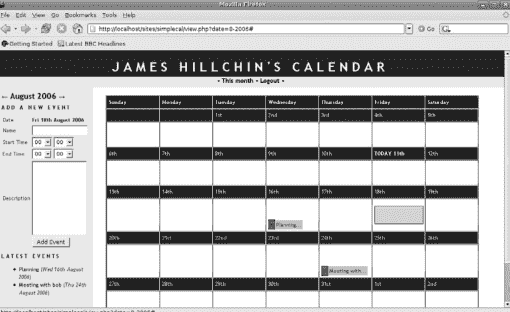 Mozilla Firefox
File Edit View Go Bookmarks Tools Help
http://localhost/sites/simplecal/view.php?date=8-2006#
Go
Getting Started Latest BBC Headlines
JAMES HILLCHIN'S CALENDAR
• This month • Logout •
← August 2006 →
ADD A NEW EVENT
Date Fri 18th August 2006
Name
Start Time 00 00
End Time 00 00
Description
Add Event
LATEST EVENTS
• Planning (Wed 16th August 2006)
• Meeting with bob (Thu 24th August 2006)
Sunday Monday Tuesday Wednesday Thursday Friday Saturday
1st 2nd 3rd 4th 5th
6th 7th 8th 9th 10th TODAY 11th 12th
13th 14th 15th 16th 17th 18th 19th
Planning...
20th 21st 22nd 23rd 24th 25th 26th
Meeting with...
27th 28th 29th 30th 31st 1st 2nd